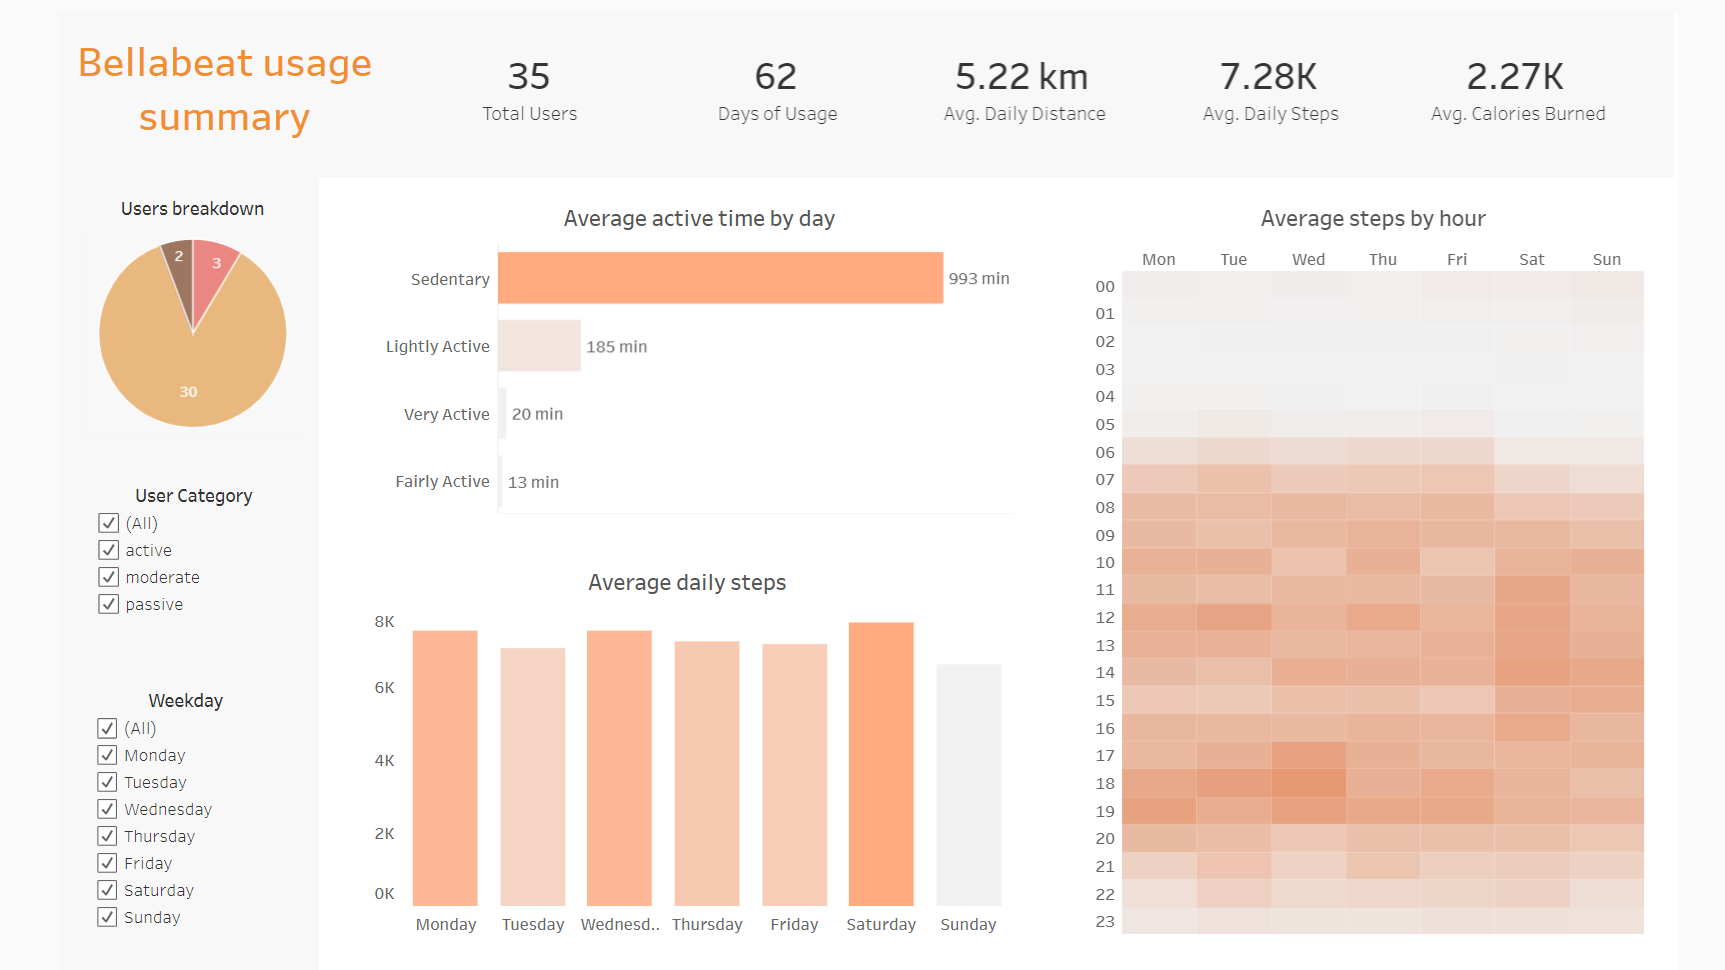 Bellabeat usage
summary
35
Total Users
62
Days of Usage
5.22 km
Avg. Daily Distance
7.28K
Avg. Daily Steps
2.27K
Avg. Calories Burned
Users breakdown
2
3
30
User Category
(All)
active
moderate
passive
Weekday
(All)
Monday
Tuesday
Wednesday
Thursday
Friday
Saturday
Sunday
Average active time by day
Sedentary 993 min
Lightly Active 185 min
Very Active 20 min
Fairly Active 13 min
Average daily steps
8K
6K
4K
2K
0K
Monday Tuesday Wednesd.. Thursday Friday Saturday Sunday
Average steps by hour
Mon Tue Wed Thu Fri Sat Sun
00
01
02
03
04
05
06
07
08
09
10
11
12
13
14
15
16
17
18
19
20
21
22
23